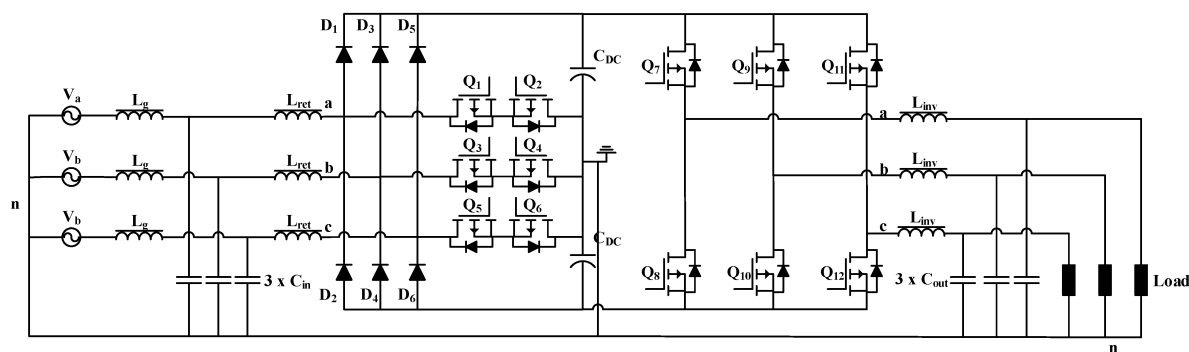 D1 D3 D5
CDC
Q7 Q9 Q11
Q1 Q2
Va Lg Lret a
Linv
a
Q3 Q4
Vb Lg Lret b
Linv
b
n
Q5 Q6
Vb Lg Lret c
Linv
c
CDC
Q8 Q10 Q12
3 x Cin
3 x Cout
Load
D2 D4 D6
n